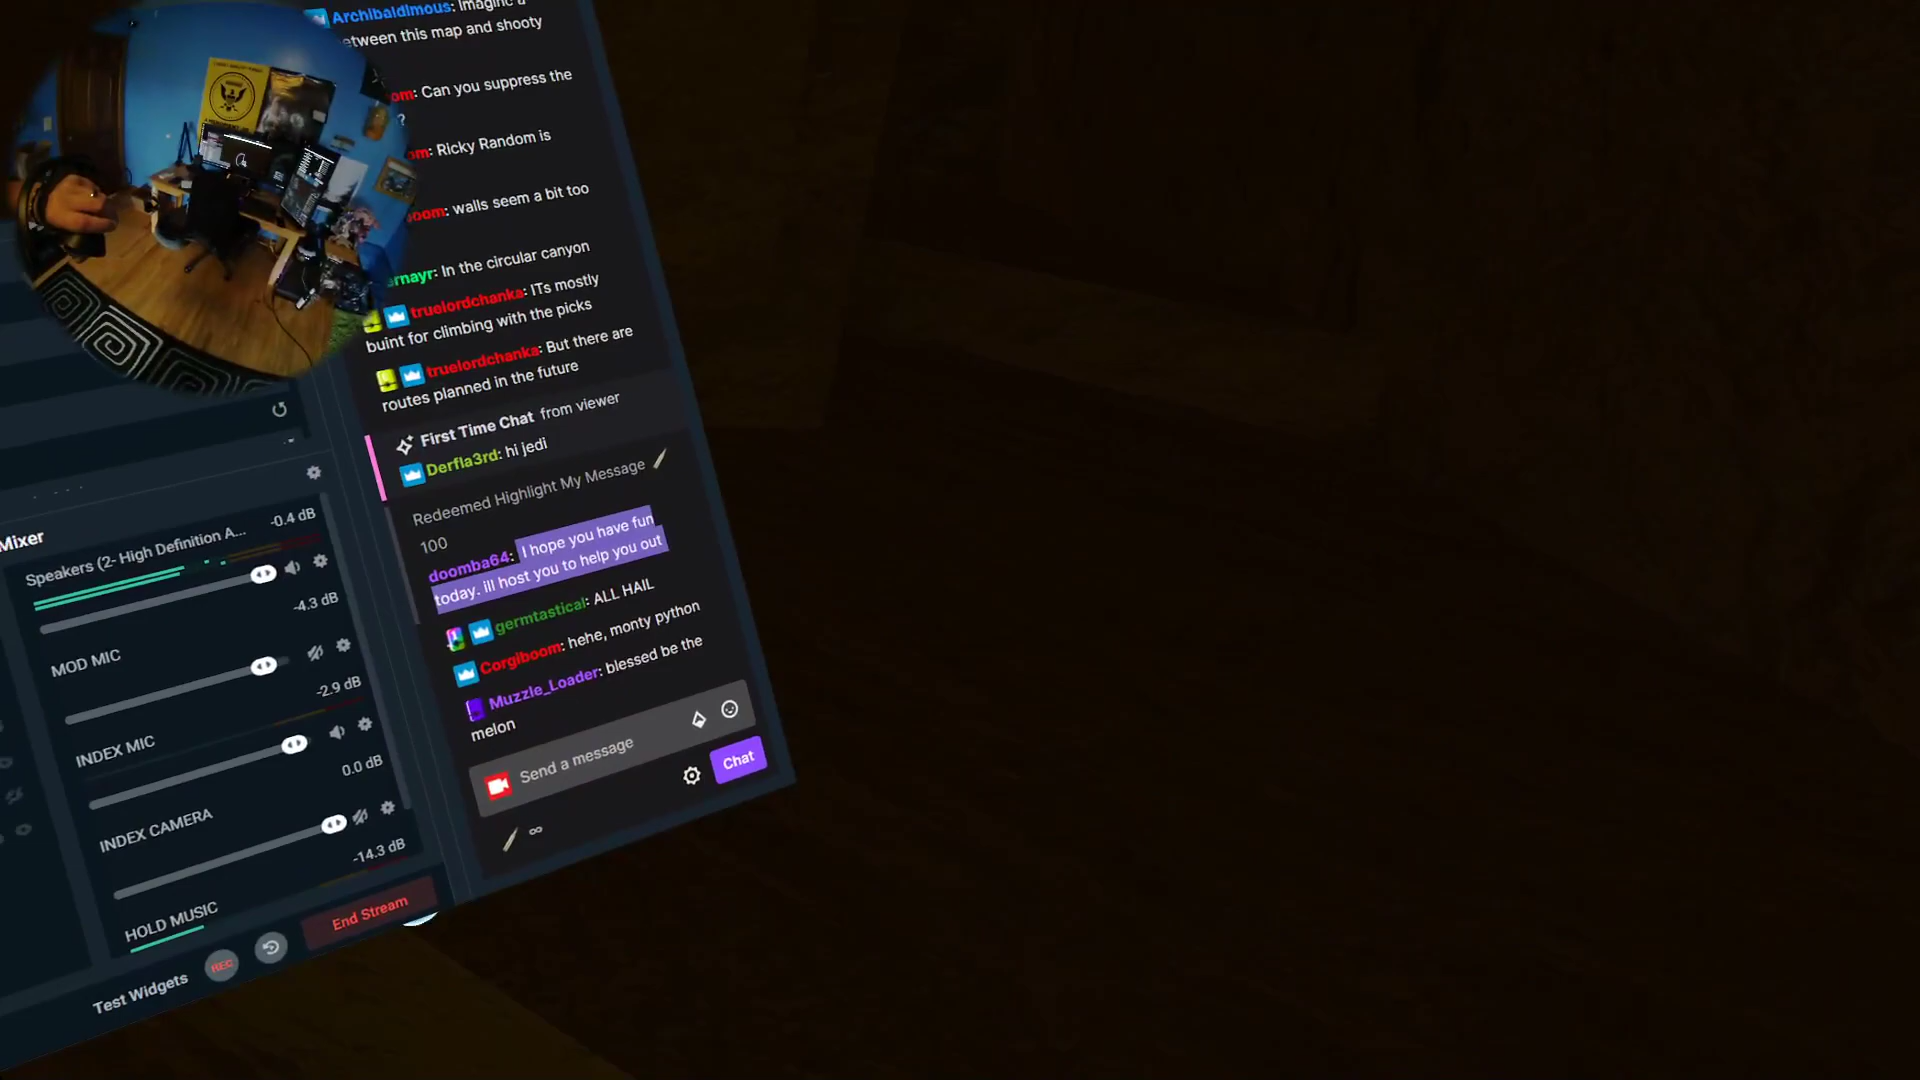 Archibaldimous: imagine a
between this map and shooty
om: Can you suppress the
?
om: Ricky Random is
oom: walls seem a bit too
rnayr: In the circular canyon
truelordchanka: ITs mostly
buint for climbing with the picks
truelordchanka: But there are
routes planned in the future
First Time Chat from viewer
Derfla3rd: hi jedi
Redeemed Highlight My Message
100
doomba64: I hope you have fun
today. ill host you to help you out
germtastical: ALL HAIL
Corgiboom: hehe, monty python
Muzzle_Loader: blessed be the
melon
Send a message
Chat
∞
Mixer
Speakers (2- High Definition A...
-0.4 dB
MOD MIC
-4.3 dB
INDEX MIC
-2.9 dB
INDEX CAMERA
0.0 dB
HOLD MUSIC
-14.3 dB
Test Widgets
REC
End Stream